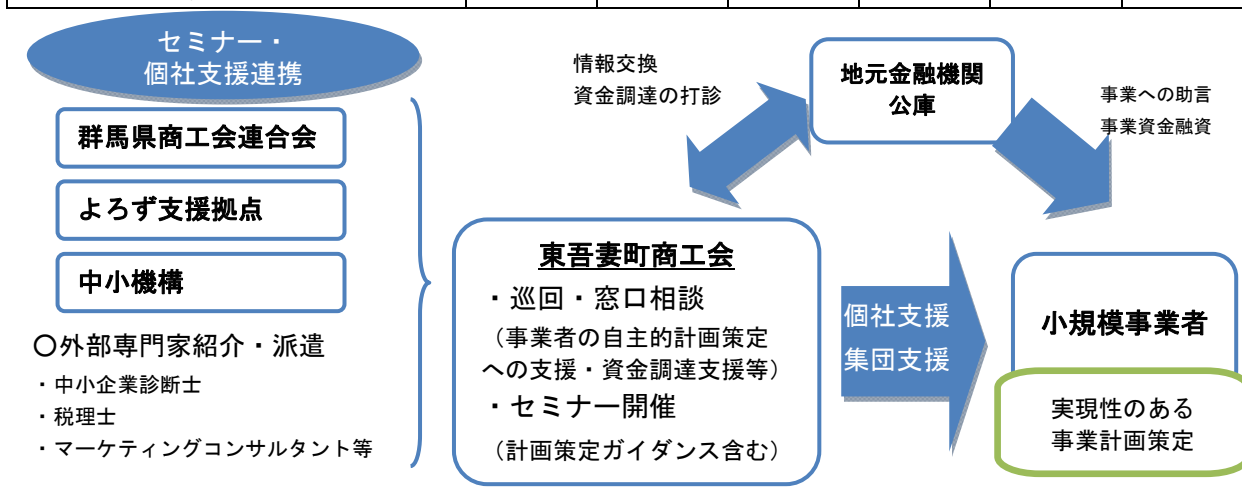 セミナー・
個社支援連携
群馬県商工会連合会
よろず支援拠点
中小機構
〇外部専門家紹介・派遣
・中小企業診断士
・税理士
・マーケティングコンサルタント等
情報交換
資金調達の打診
地元金融機関
公庫
事業への助言
事業資金融資
東吾妻町商工会
・巡回・窓口相談
（事業者の自主的計画策定
への支援・資金調達支援等）
・セミナー開催
（計画策定ガイダンス含む）
個社支援
集団支援
小規模事業者
実現性のある
事業計画策定